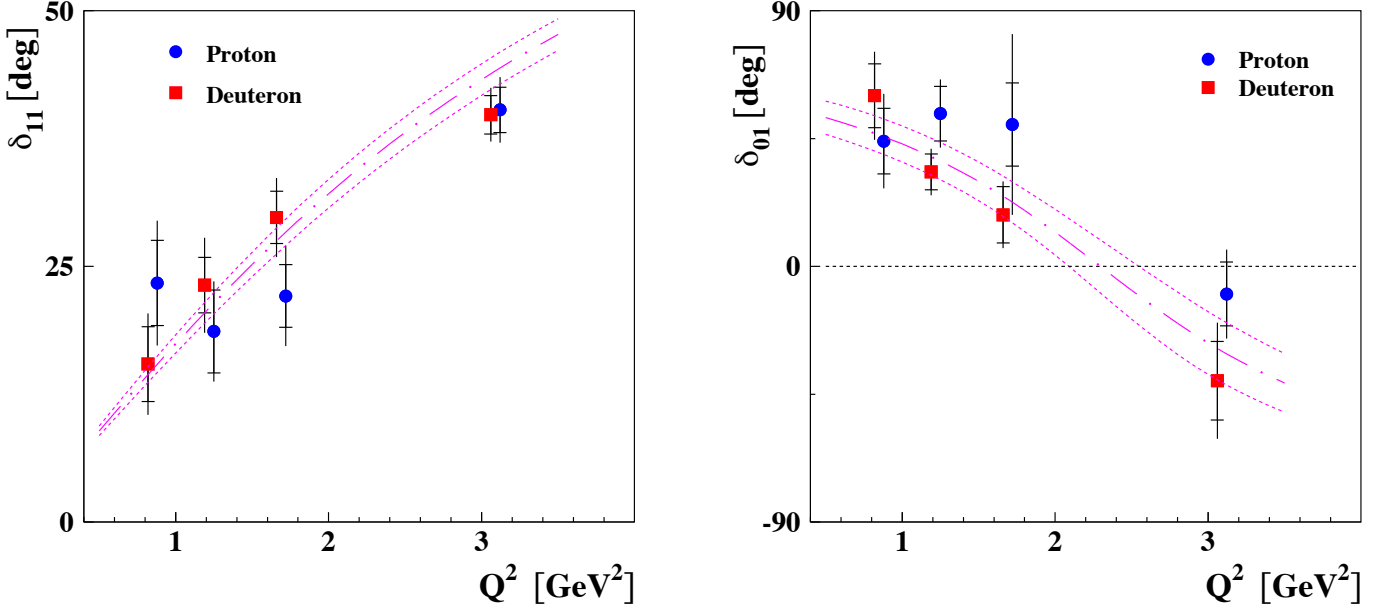 50
25
0
δ₁₁ [deg]
Proton
Deuteron
1 2 3
Q² [GeV²]
90
0
-90
δ₀₁ [deg]
Proton
Deuteron
1 2 3
Q² [GeV²]